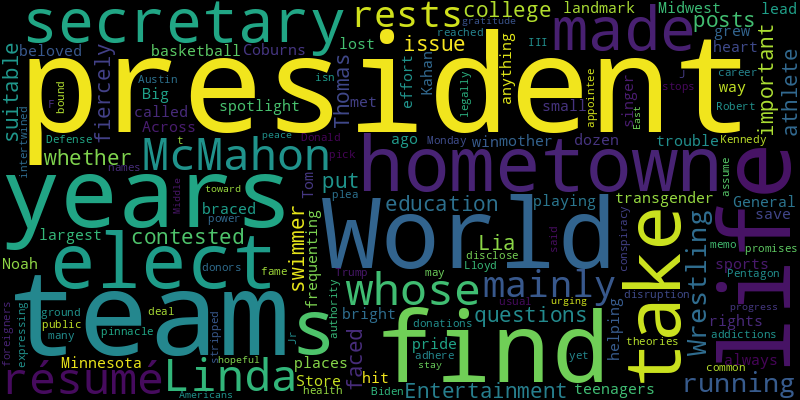 secretary
rests
college
landmark
Midwest
lead
gratitude
beloved
basketball
Coburns
lost
issue
reached
III
made
posts
grew
heart
president
suitable
fiercely
bound
Austin
Big
called
Across
spotlight
Thomas
met
effort
Kahan
legally
anything
small
appointee
singer
East
J
stops
career
way
Robert
important
athlete
intertwined
F
Defense
t
peace
Donald
ago
Monday
winmother
dozen
trouble
Kennedy
isn
whether
McMahon
names
pick
hometown
life
years
Middle
toward
Tom
put
plea
education
playing
transgender
assume
General
save
braced
power
largest
contested
swimmer
frequenting
World
Lia
disclose
Lloyd
said
conspiracy
take
Wrestling
memo
promises
Pentagon
Noah
elect
donors
fame
Trump
may
whose
mainly
usual
urging
disruption
sports
progress
team
s
authority
bright
donations
questions
helping
rights
addictions
always
foreigners
expressing
ground
public
many
deal
pinnacle
stripped
Jr
faced
pride
adhere
stay
find
yet
theories
common
Minnesota
hopeful
places
hit
résumé
Linda
Store
health
Biden
Entertainment
teenagers
running
Americans